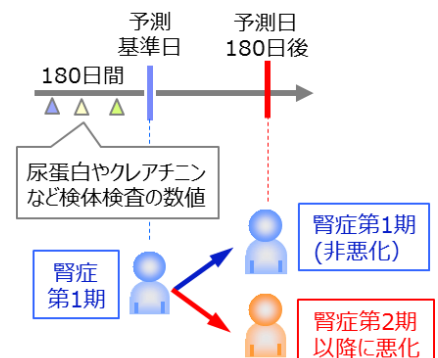 予測
基準日
予測日
180日後
180日間
尿蛋白やクレアチニン
など検体検査の数値
腎症
第1期
腎症第1期
(非悪化）
腎症第2期
以降に悪化